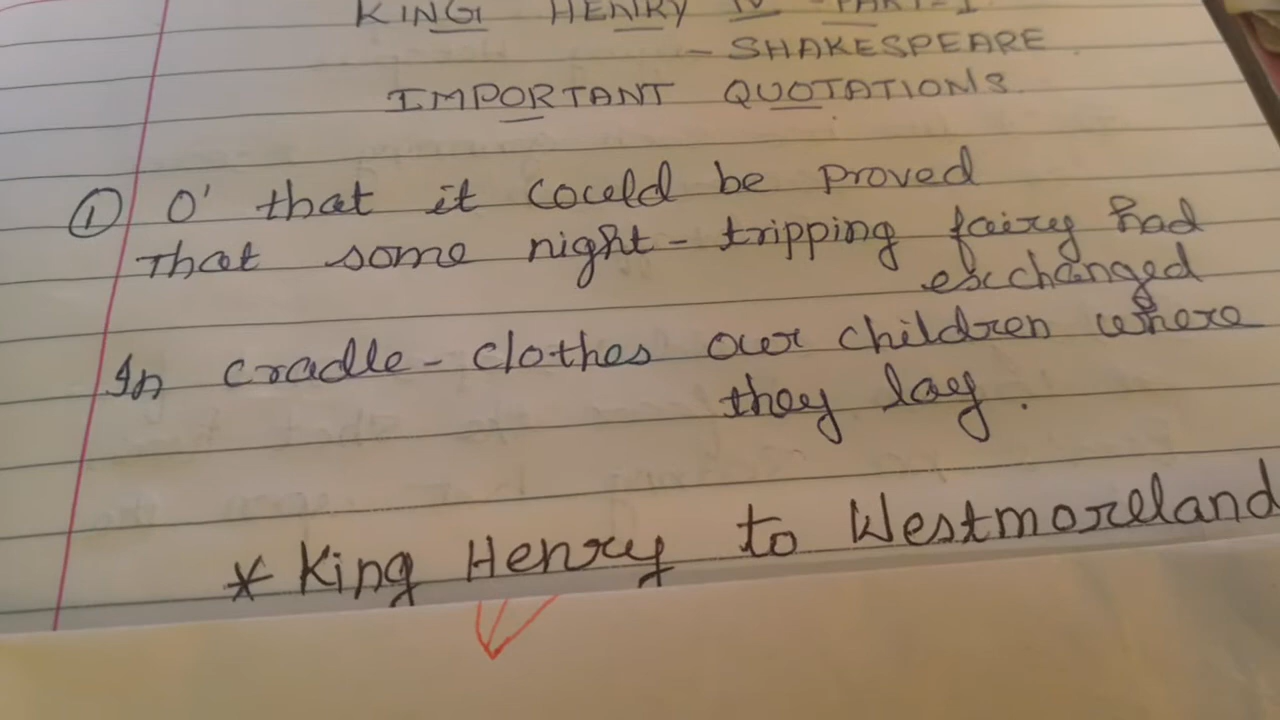 KING HENRY IV - PART-I
- SHAKESPEARE
IMPORTANT QUOTATIONS.
① O' that it could be proved
That some night-tripping fairy had
exchanged
In cradle-clothes our children where
they lay.
* King Henry to Westmoreland